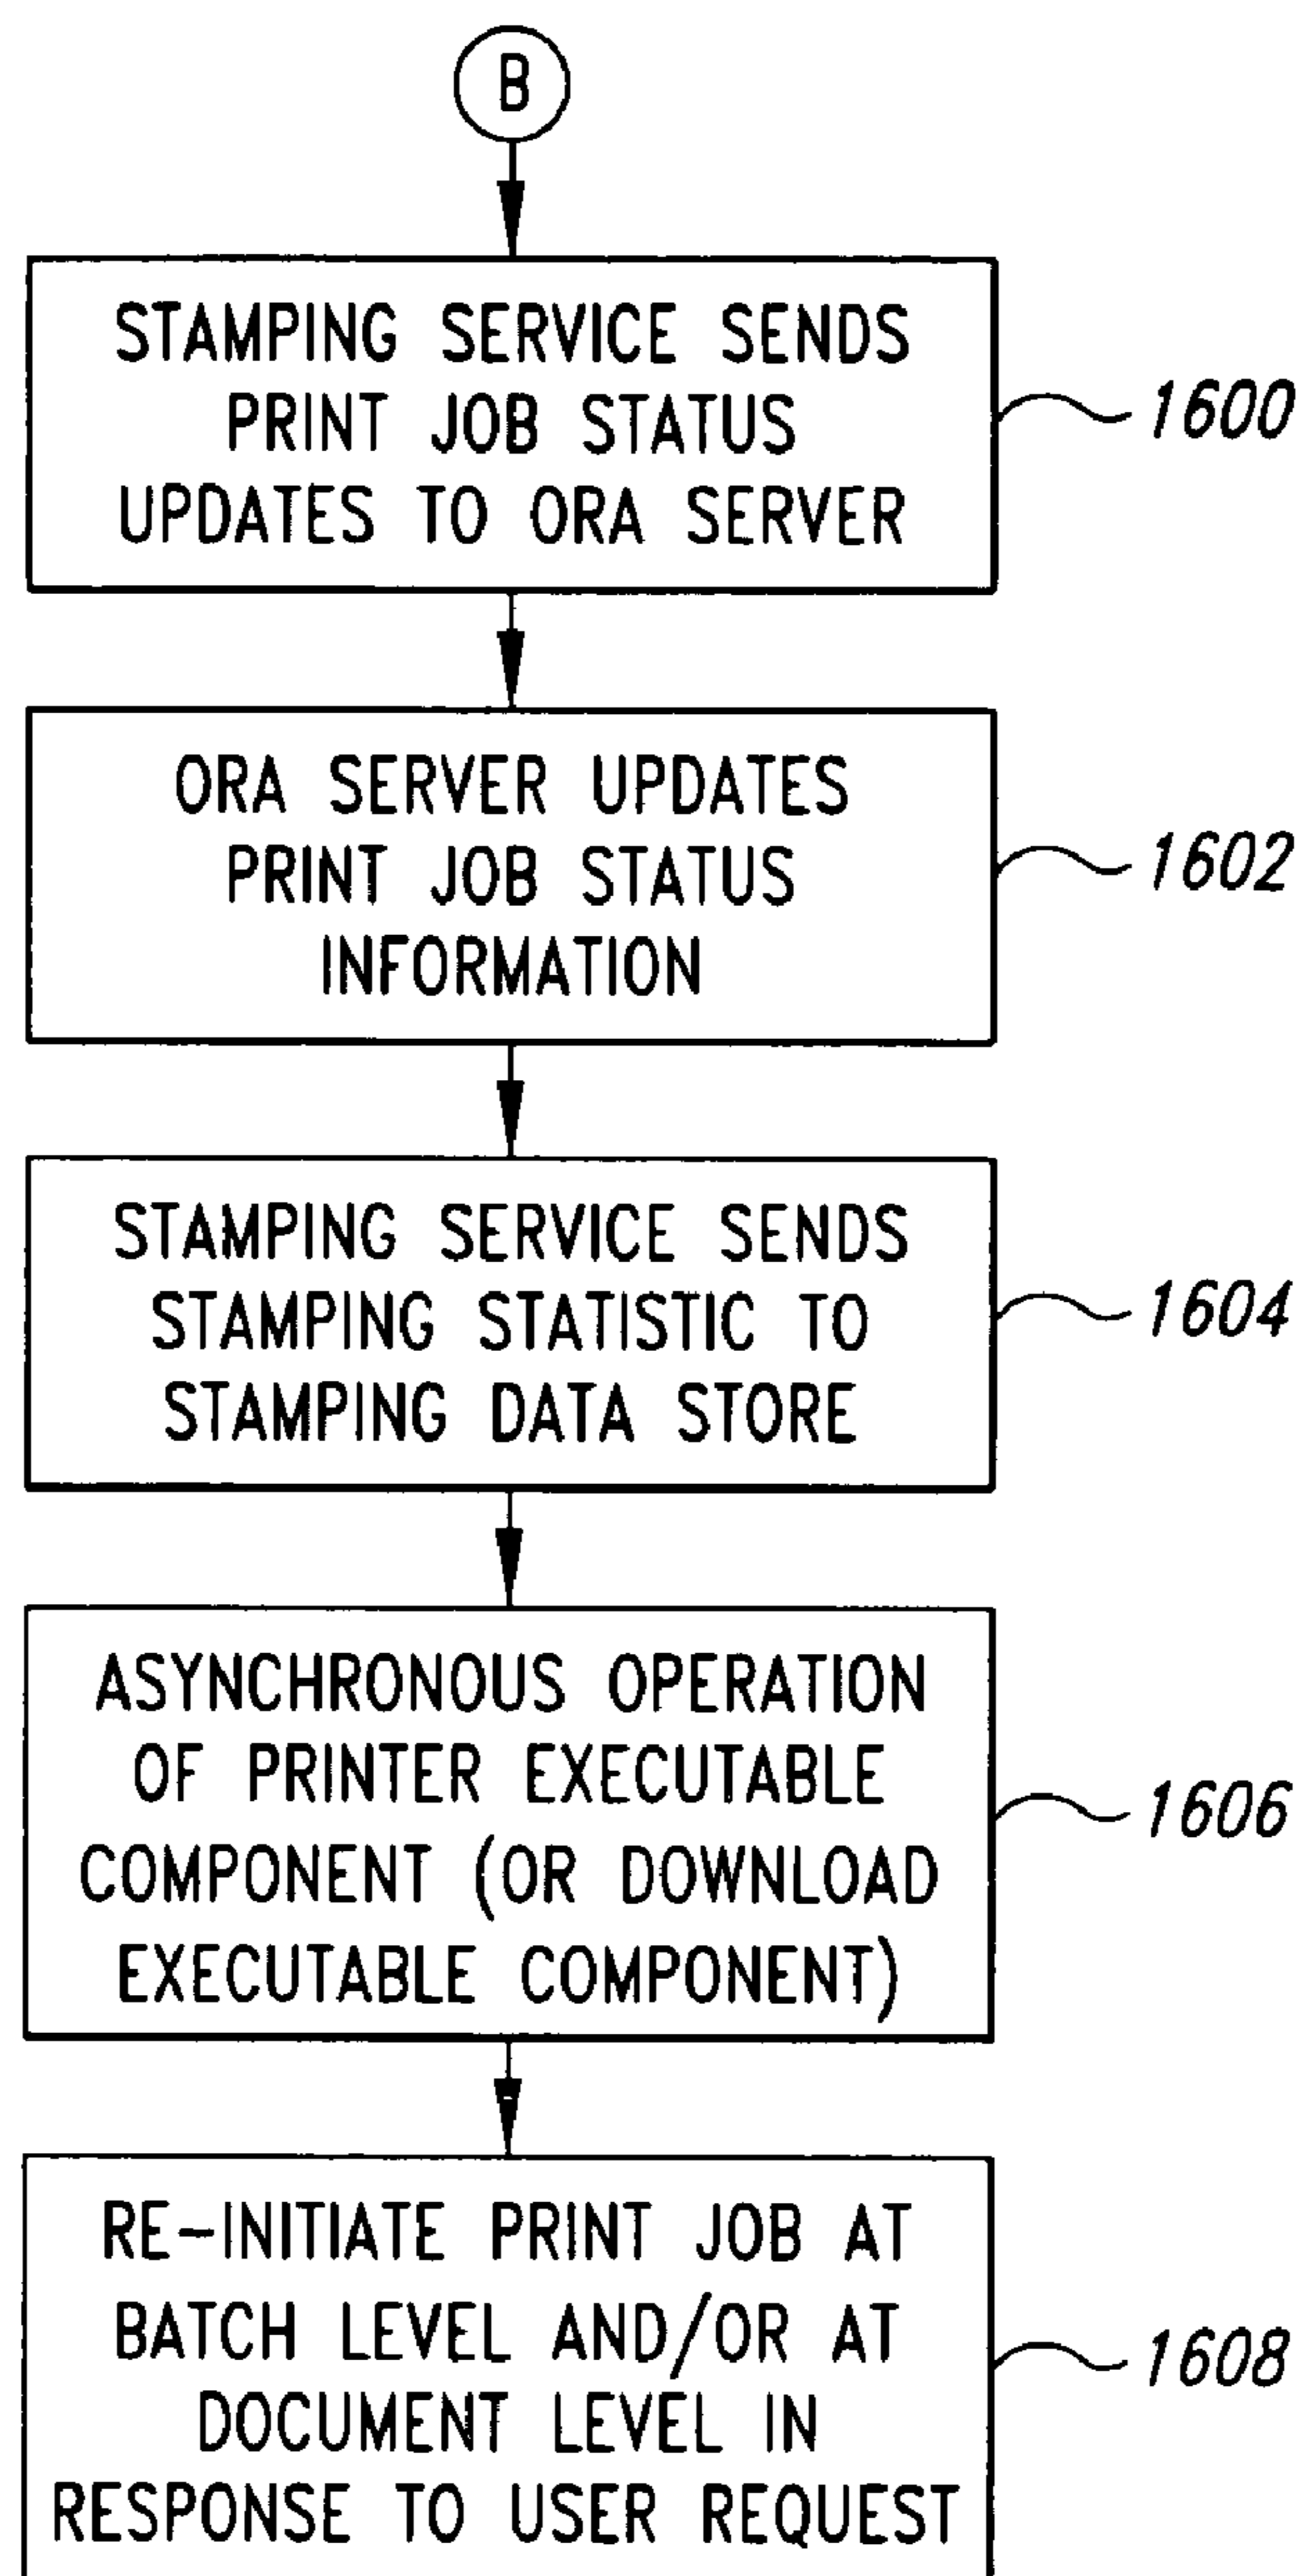 B
STAMPING SERVICE SENDS
PRINT JOB STATUS
UPDATES TO ORA SERVER
1600
ORA SERVER UPDATES
PRINT JOB STATUS
INFORMATION
1602
STAMPING SERVICE SENDS
STAMPING STATISTIC TO
STAMPING DATA STORE
1604
ASYNCHRONOUS OPERATION
OF PRINTER EXECUTABLE
COMPONENT (OR DOWNLOAD
EXECUTABLE COMPONENT)
1606
RE-INITIATE PRINT JOB AT
BATCH LEVEL AND/OR AT
DOCUMENT LEVEL IN
RESPONSE TO USER REQUEST
1608